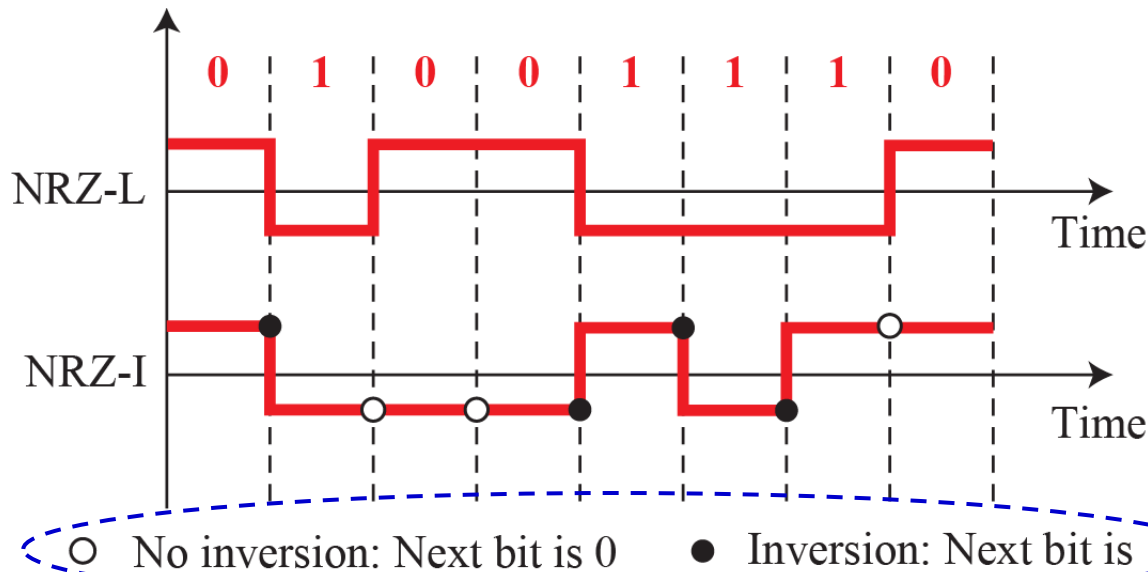 0 1 0 0 1 1 1 0
NRZ-L
Time
NRZ-I
Time
No inversion: Next bit is 0 Inversion: Next bit is